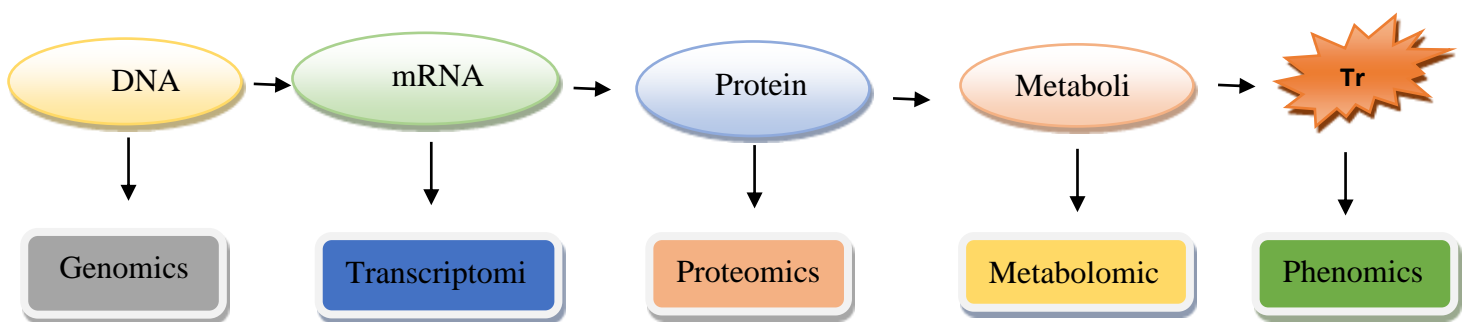 DNA
mRNA
Protein
Metaboli
Tr
Genomics
Transcriptomi
Proteomics
Metabolomic
Phenomics